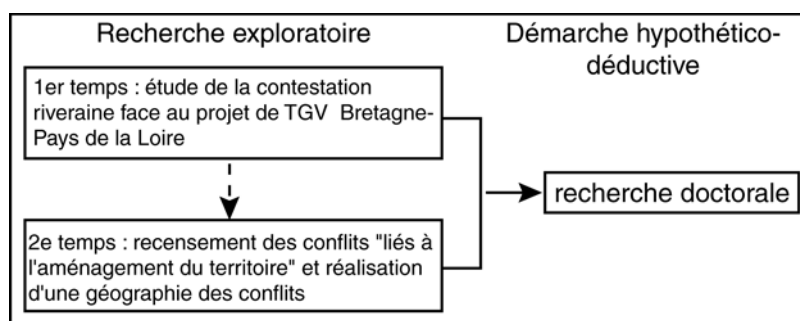 Recherche exploratoire
Démarche hypothético-
déductive
1er temps : étude de la contestation
riveraine face au projet de TGV Bretagne-
Pays de la Loire
2e temps : recensement des conflits "liés à
l'aménagement du territoire" et réalisation
d'une géographie des conflits
recherche doctorale